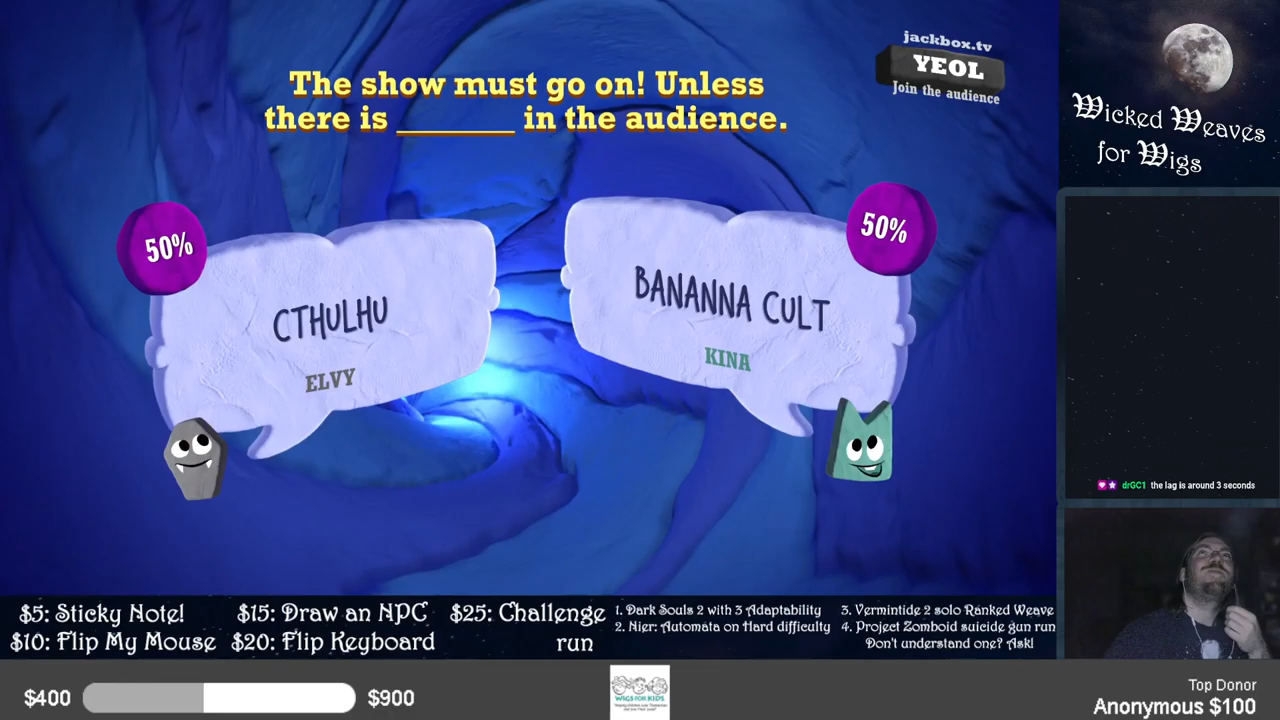 The show must go on! Unless
there is _______ in the audience.
jackbox.tv
YEOL
Join the audience
Wicked Weaves
for Wigs
50%
CTHULHU
ELVY
50%
BANANNA CULT
KINA
drGC1 the lag is around 3 seconds
$5: Sticky Note!
$10: Flip My Mouse
$15: Draw an NPC
$20: Flip Keyboard
$25: Challenge
run
1. Dark Souls 2 with 3 Adaptability
2. Nier: Automata on Hard difficulty
3. Vermintide 2 solo Ranked Weave
4. Project Zomboid suicide gun run
Don't understand one? Ask!
$400
$900
WIGS FOR KIDS
Top Donor
Anonymous $100